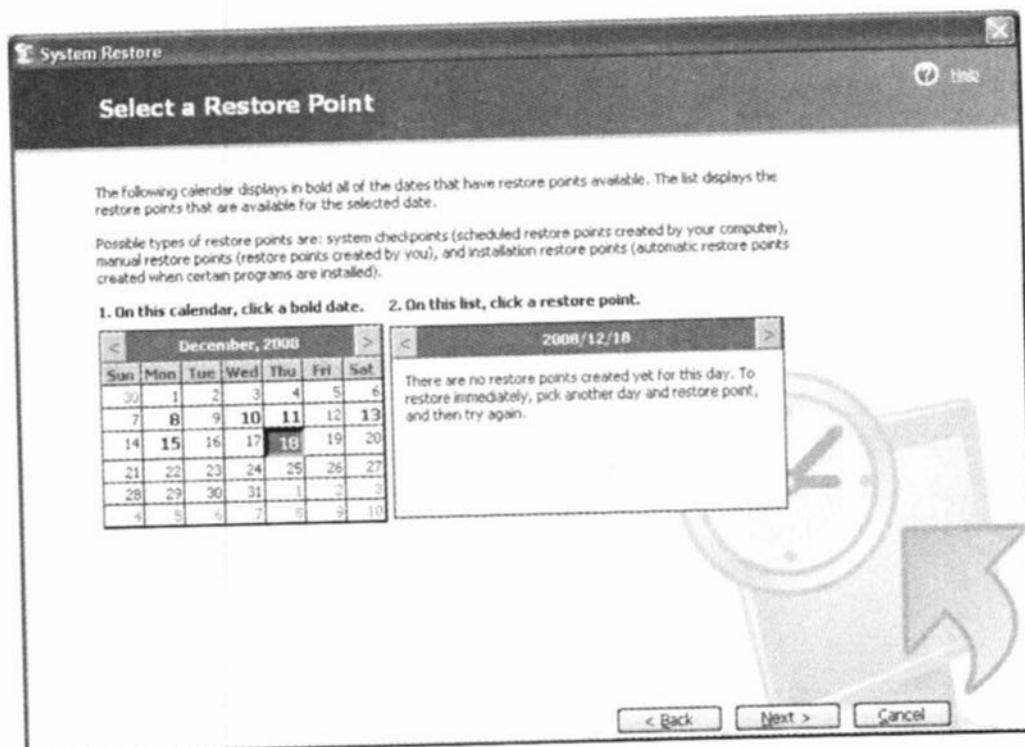 System Restore
Help
Select a Restore Point
The following calendar displays in bold all of the dates that have restore points available. The list displays the
restore points that are available for the selected date.
Possible types of restore points are: system checkpoints (scheduled restore points created by your computer),
manual restore points (restore points created by you), and installation restore points (automatic restore points
created when certain programs are installed).
1. On this calendar, click a bold date. 2. On this list, click a restore point.
< December, 2008 > < 2008/12/18 >
Sun Mon Tue Wed Thu Fri Sat
30 1 2 3 4 5 6
7 8 9 10 11 12 13
14 15 16 17 18 19 20
21 22 23 24 25 26 27
28 29 30 31 1 2 3
4 5 6 7 8 9 10
There are no restore points created yet for this day. To
restore immediately, pick another day and restore point,
and then try again.
< Back Next > Cancel